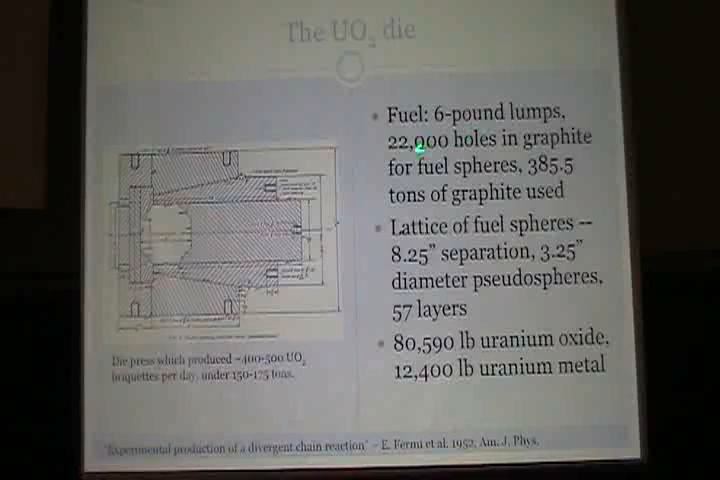 The UO2 die
Fuel: 6-pound lumps,
22,000 holes in graphite
for fuel spheres, 385.5
tons of graphite used
Lattice of fuel spheres --
8.25" separation, 3.25"
diameter pseudospheres,
57 layers
80,590 lb uranium oxide,
12,400 lb uranium metal
Die press which produced ~400-500 UO2
briquettes per day, under 150-175 tons.
"Experimental production of a divergent chain reaction" – E. Fermi et al. 1952, Am. J. Phys.